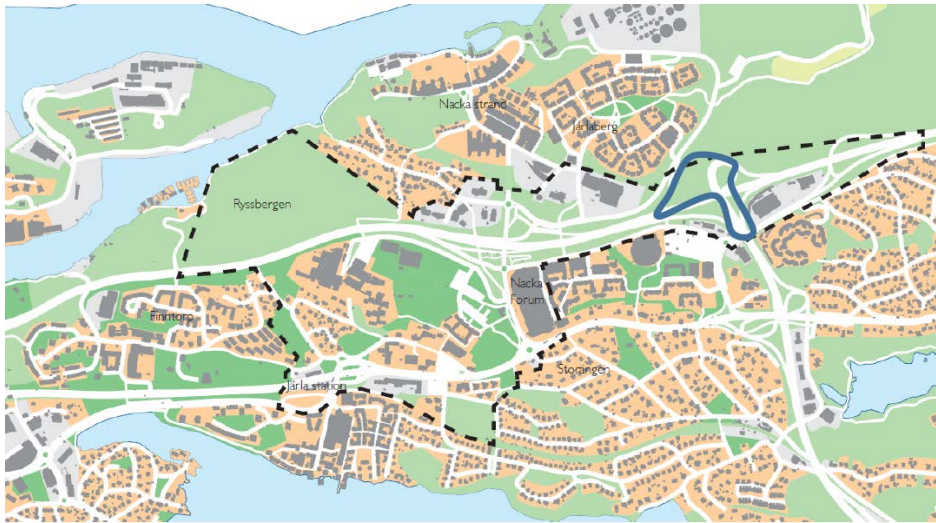 Nacka strand
Jarlaberg
Ryssbergen
Nacka
Forum
Finntorp
Storängen
Järla station